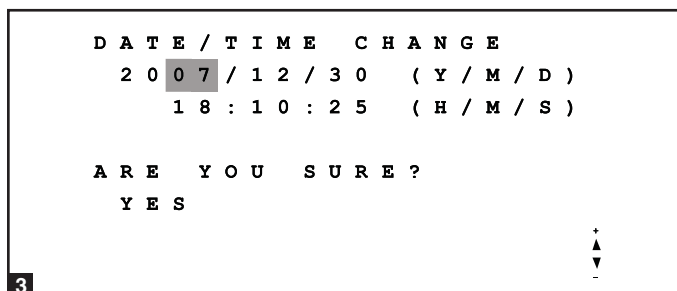 DATE/TIME CHANGE
2007/12/30 (Y/M/D)
18:10:25 (H/M/S)
ARE YOU SURE?
YES
+
-
3